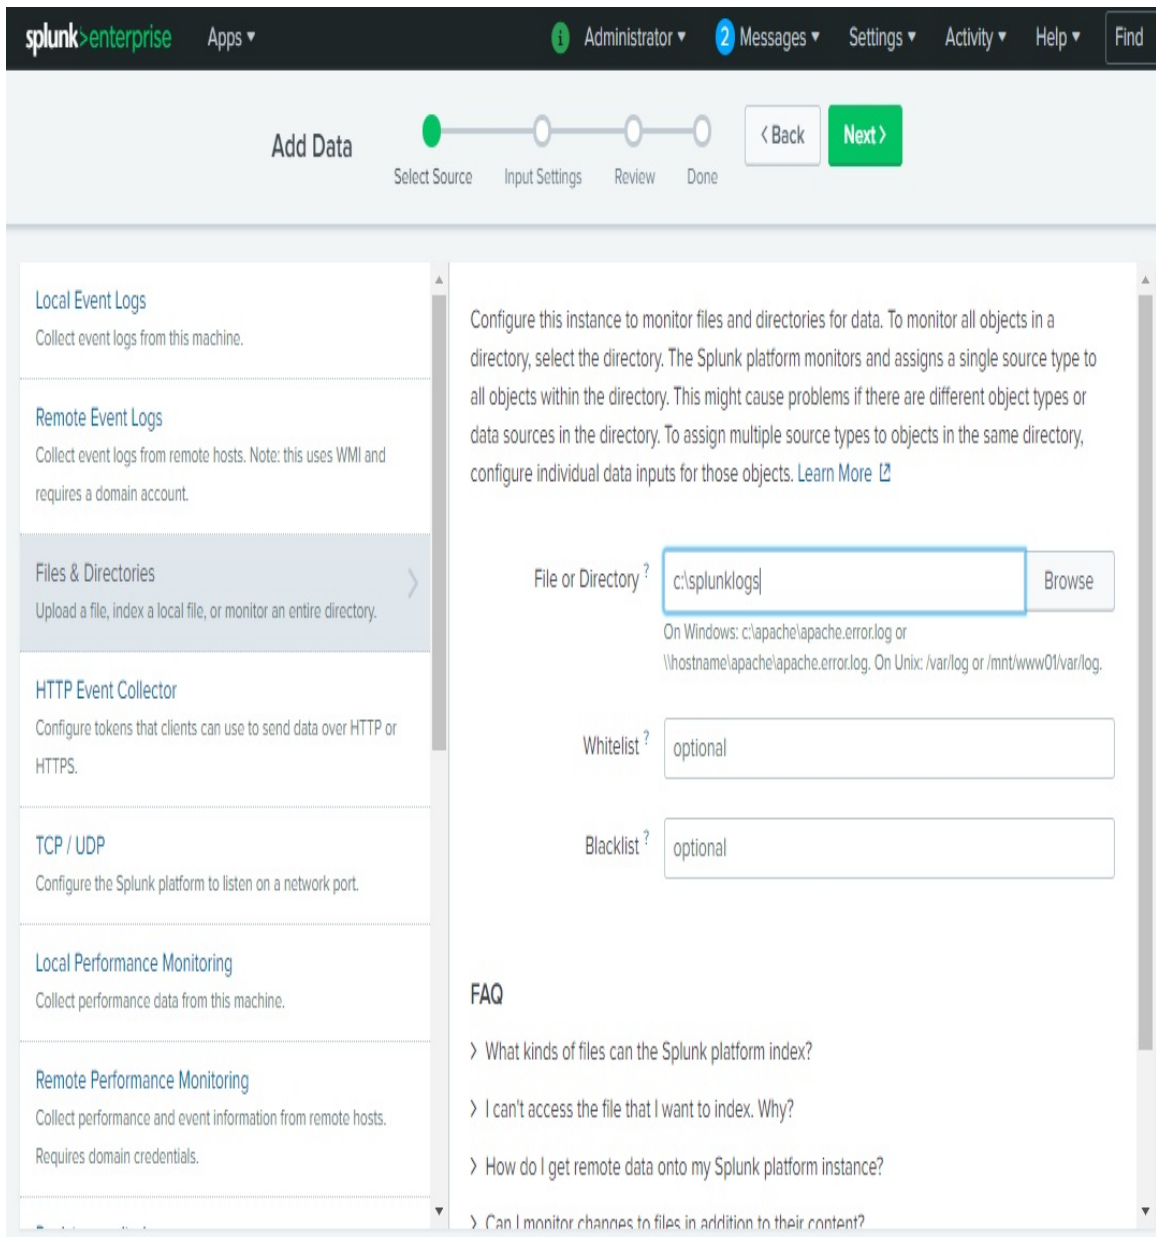 splunk>enterprise Apps ▾ i Administrator ▾ 2 Messages ▾ Settings ▾ Activity ▾ Help ▾ Find
Add Data
Select Source
Input Settings
Review
Done
< Back
Next >
Local Event Logs
Collect event logs from this machine.
Remote Event Logs
Collect event logs from remote hosts. Note: this uses WMI and
requires a domain account.
Files & Directories
Upload a file, index a local file, or monitor an entire directory.
HTTP Event Collector
Configure tokens that clients can use to send data over HTTP or
HTTPS.
TCP / UDP
Configure the Splunk platform to listen on a network port.
Local Performance Monitoring
Collect performance data from this machine.
Remote Performance Monitoring
Collect performance and event information from remote hosts.
Requires domain credentials.
Configure this instance to monitor files and directories for data. To monitor all objects in a
directory, select the directory. The Splunk platform monitors and assigns a single source type to
all objects within the directory. This might cause problems if there are different object types or
data sources in the directory. To assign multiple source types to objects in the same directory,
configure individual data inputs for those objects. Learn More
File or Directory ? c:\splunklogs Browse
On Windows: c:\apache\apache.error.log or
\\hostname\apache\apache.error.log. On Unix: /var/log or /mnt/www01/var/log.
Whitelist ? optional
Blacklist ? optional
FAQ
> What kinds of files can the Splunk platform index?
> I can't access the file that I want to index. Why?
> How do I get remote data onto my Splunk platform instance?
> Can I monitor changes to files in addition to their content?